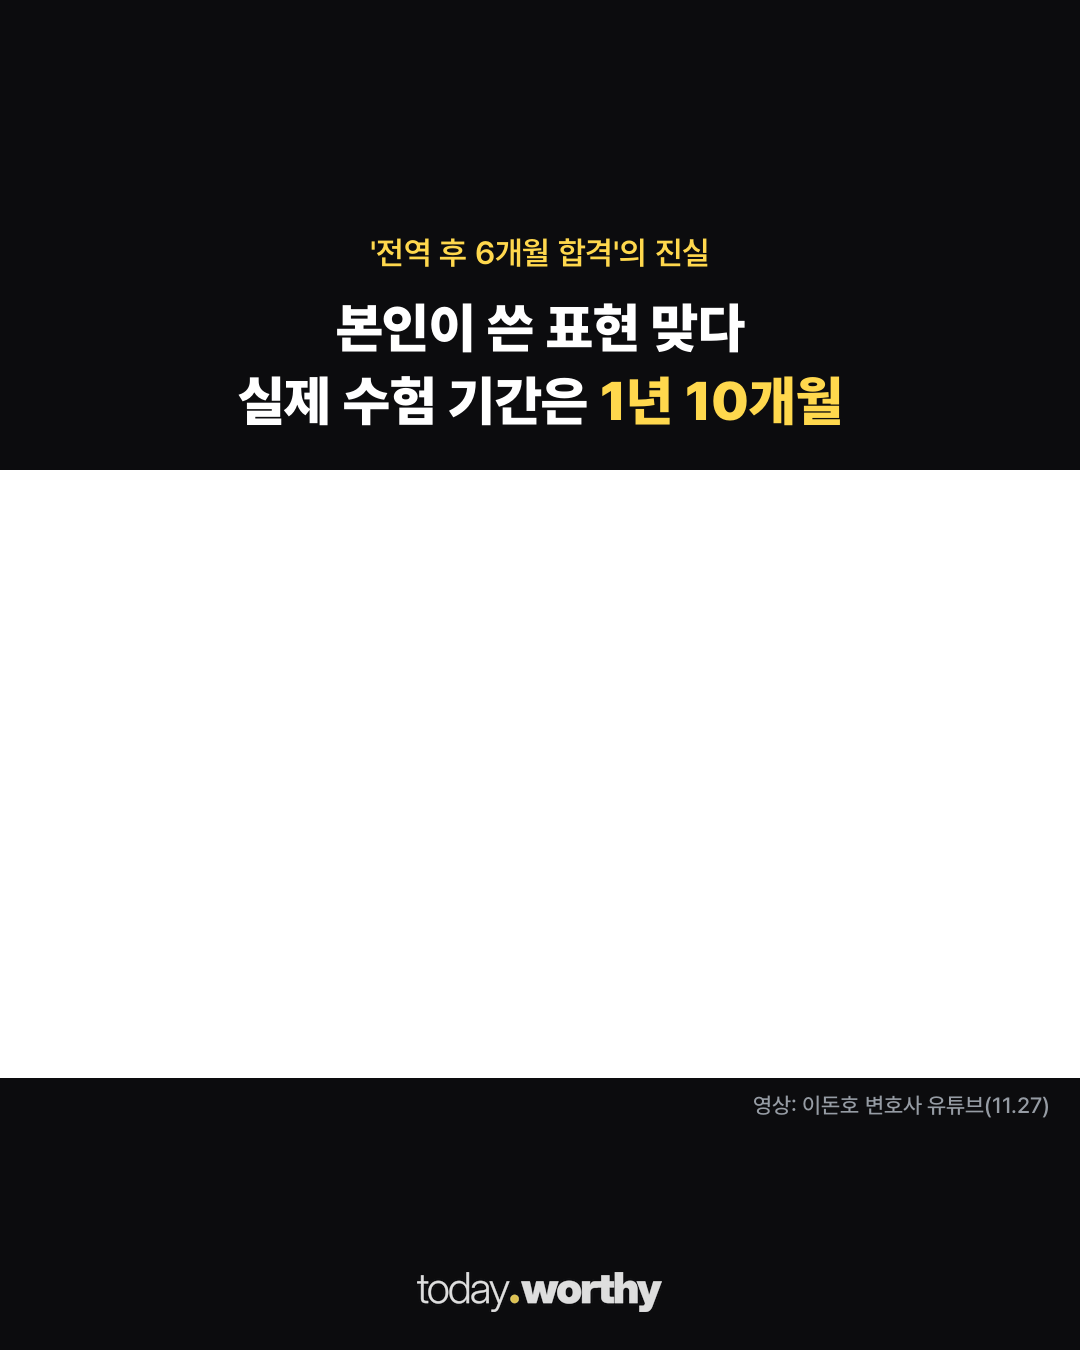 '전역 후 6개월 합격'의 진실
본인이 쓴 표현 맞다
실제 수험 기간은 1년 10개월
영상: 이돈호 변호사 유튜브(11.27)
today.worthy